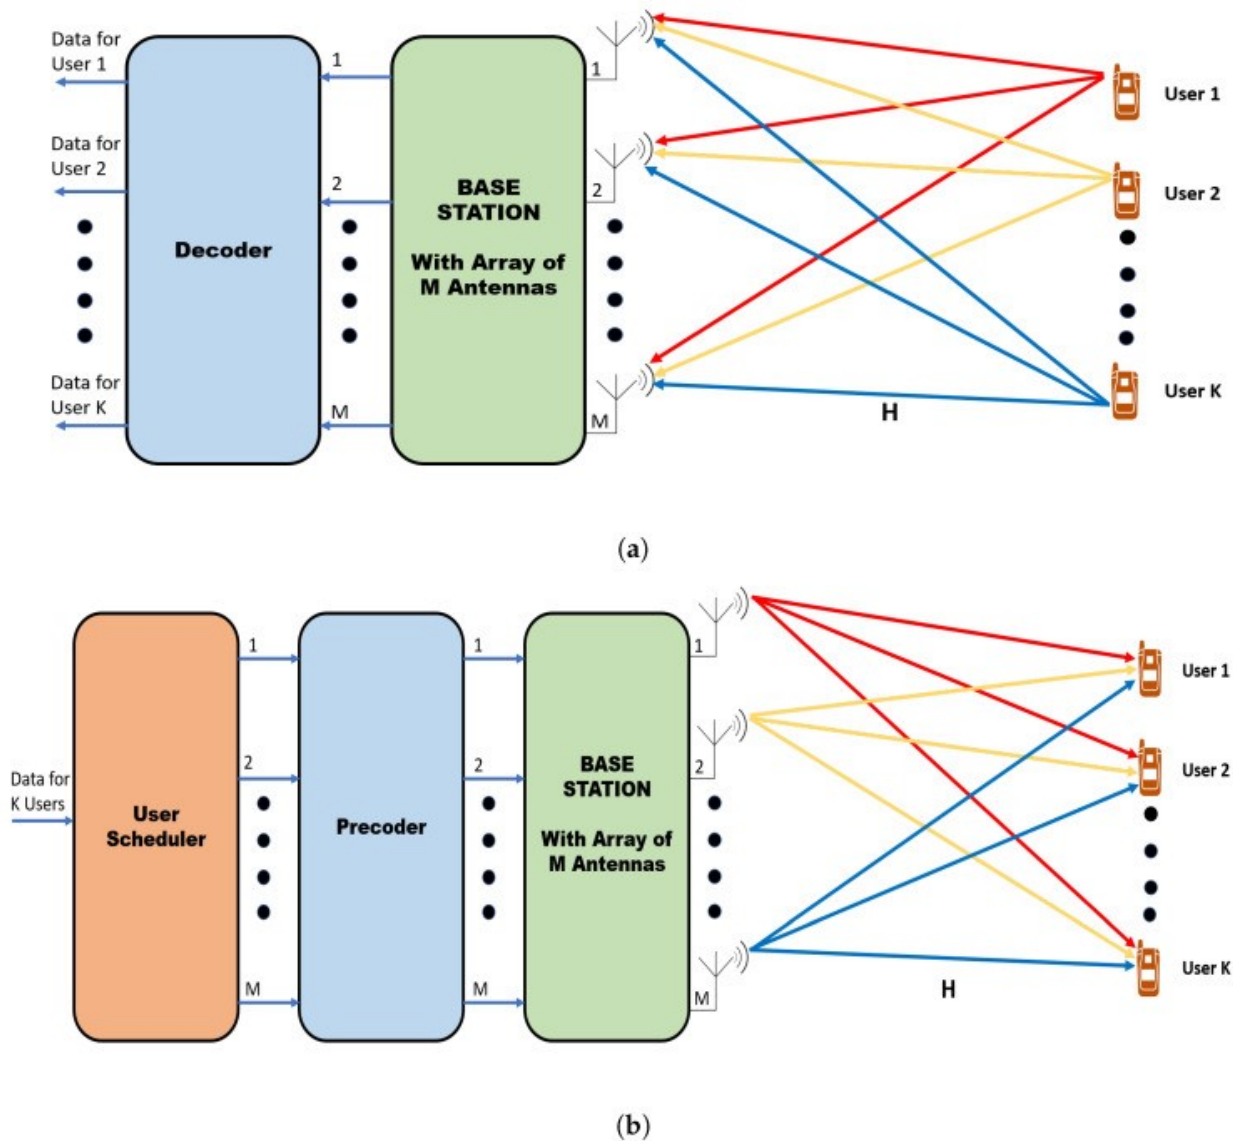 Data for
User 1
1
1
User 1
Data for
User 2
2
BASE
STATION
2
User 2
Decoder
With Array of
M Antennas
Data for
User K
M
M
H
User K
(a)
1
1
1
User 1
Data for
K Users
2
2
BASE
STATION
2
User 2
User
Scheduler
Precoder
With Array of
M Antennas
M
M
M
H
User K
(b)